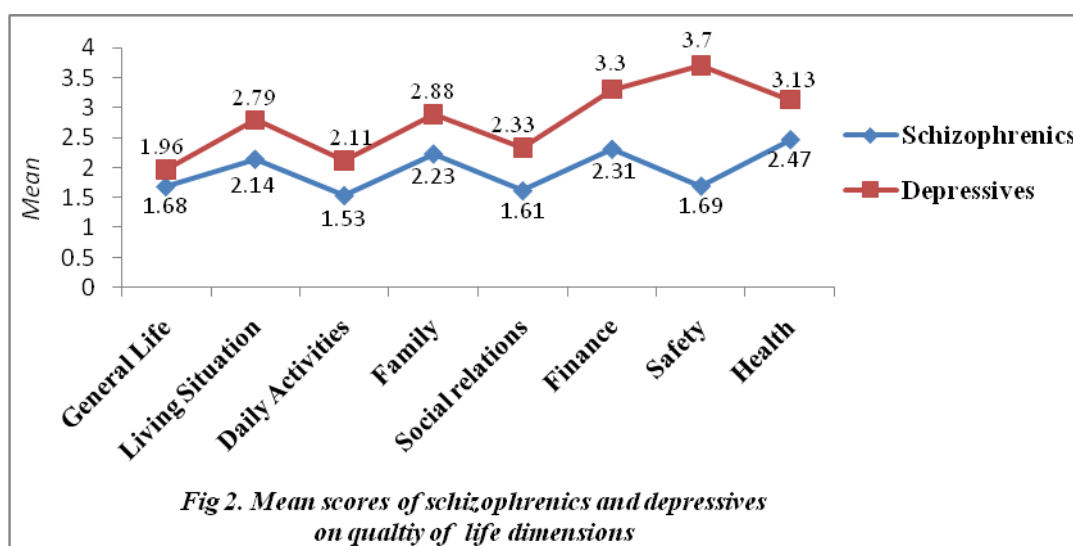 4
3.5
3
2.5
2
1.5
1
0.5
0
Mean
1.96
2.79
2.11
2.88
2.33
3.3
3.7
3.13
1.68
2.14
1.53
2.23
1.61
2.31
1.69
2.47
Schizophrenics
Depressives
General Life
Living Situation
Daily Activities
Family
Social relations
Finance
Safety
Health
Fig 2. Mean scores of schizophrenics and depressives
on qualtiy of life dimensions